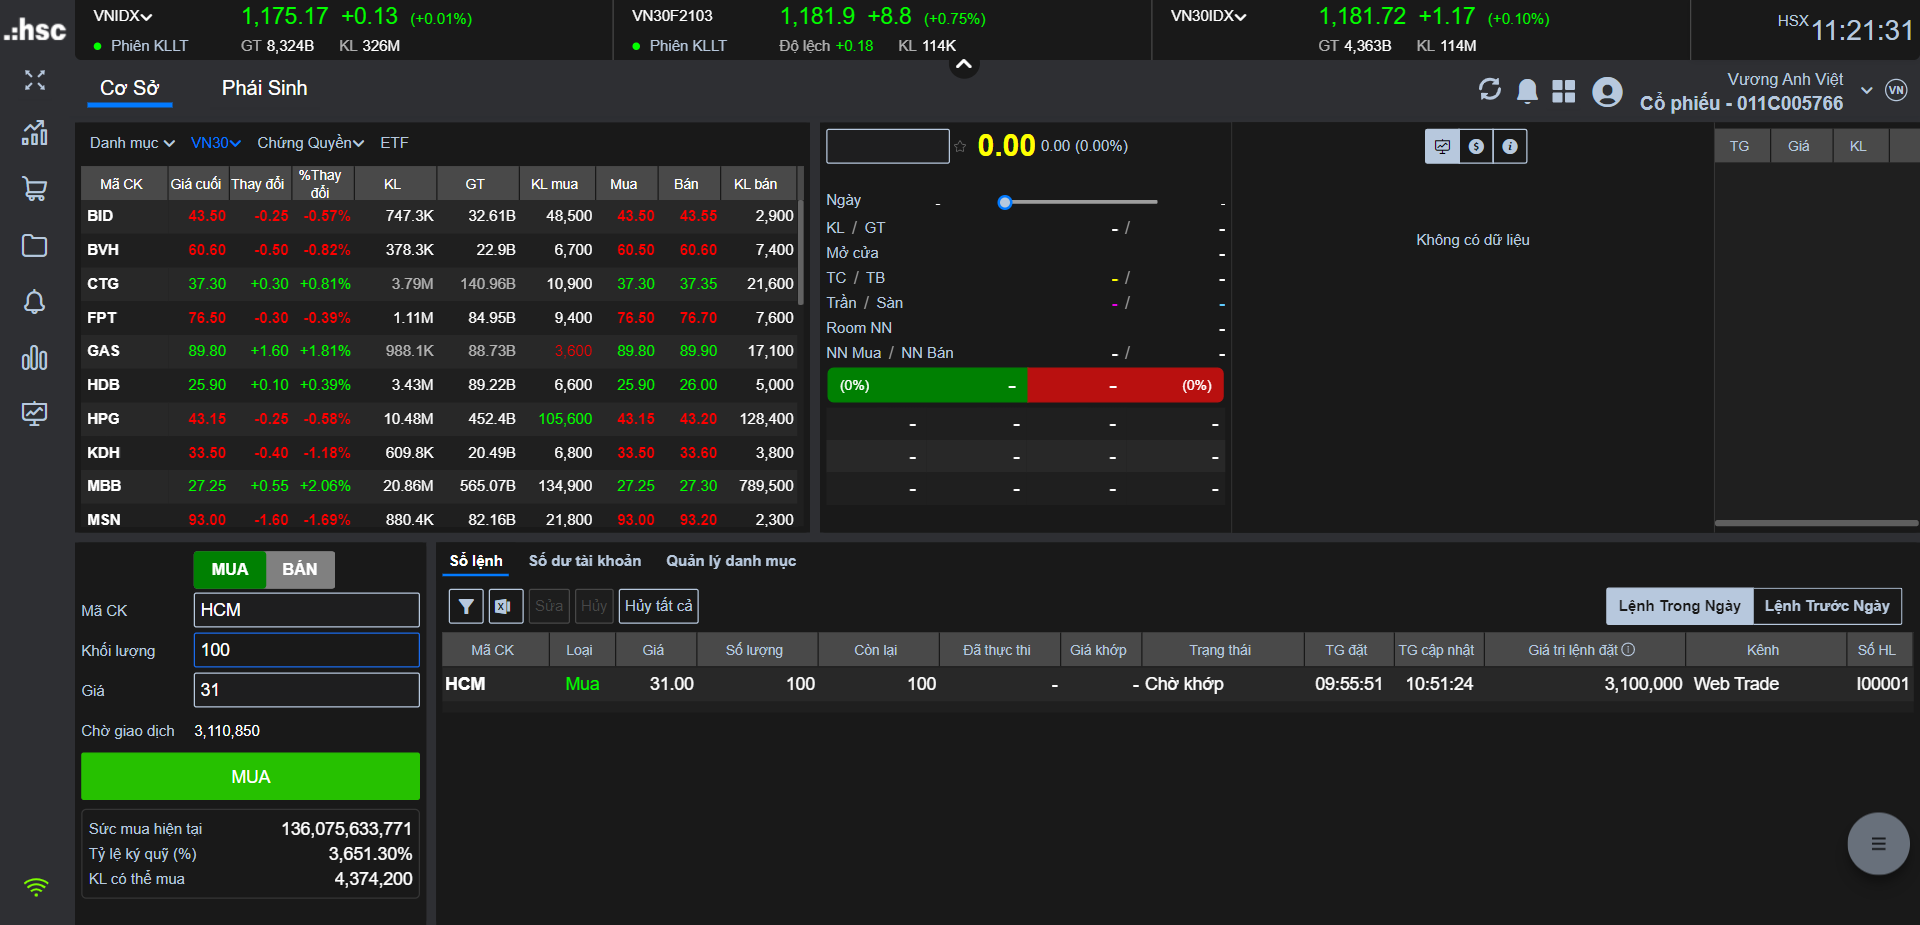 .:hsc
VNIDX 1,175.17 +0.13 (+0.01%)
Phiên KLLT GT 8,324B KL 326M
VN30F2103 1,181.9 +8.8 (+0.75%)
Phiên KLLT Độ lệch +0.18 KL 114K
VN30IDX 1,181.72 +1.17 (+0.10%)
GT 4,363B KL 114M
HSX 11:21:31
Cơ Sở Phái Sinh
Vương Anh Việt
Cổ phiếu - 011C005766
VN
Danh mục VN30 Chứng Quyền ETF
Mã CK Giá cuối Thay đổi %Thay đổi KL GT KL mua Mua Bán KL bán
BID 43.50 -0.25 -0.57% 747.3K 32.61B 48,500 43.50 43.55 2,900
BVH 60.60 -0.50 -0.82% 378.3K 22.9B 6,700 60.50 60.60 7,400
CTG 37.30 +0.30 +0.81% 3.79M 140.96B 10,900 37.30 37.35 21,600
FPT 76.50 -0.30 -0.39% 1.11M 84.95B 9,400 76.50 76.70 7,600
GAS 89.80 +1.60 +1.81% 988.1K 88.73B 3,600 89.80 89.90 17,100
HDB 25.90 +0.10 +0.39% 3.43M 89.22B 6,600 25.90 26.00 5,000
HPG 43.15 -0.25 -0.58% 10.48M 452.4B 105,600 43.15 43.20 128,400
KDH 33.50 -0.40 -1.18% 609.8K 20.49B 6,800 33.50 33.60 3,800
MBB 27.25 +0.55 +2.06% 20.86M 565.07B 134,900 27.25 27.30 789,500
MSN 93.00 -1.60 -1.69% 880.4K 82.16B 21,800 93.00 93.20 2,300
0.00 0.00 (0.00%)
Ngày - -
KL / GT - / -
Mở cửa -
TC / TB - / -
Trần / Sàn - / -
Room NN -
NN Mua / NN Bán - / -
(0%) - - (0%)
- - - -
- - - -
- - - -
Không có dữ liệu
TG Giá KL
MUA BÁN
Mã CK HCM
Khối lượng 100
Giá 31
Chờ giao dịch 3,110,850
MUA
Sức mua hiện tại 136,075,633,771
Tỷ lệ ký quỹ (%) 3,651.30%
KL có thể mua 4,374,200
Sổ lệnh Số dư tài khoản Quản lý danh mục
Sửa Hủy Hủy tất cả
Lệnh Trong Ngày Lệnh Trước Ngày
Mã CK Loại Giá Số lượng Còn lại Đã thực thi Giá khớp Trạng thái TG đặt TG cập nhật Giá trị lệnh đặt Kênh Số HL
HCM Mua 31.00 100 100 - - Chờ khớp 09:55:51 10:51:24 3,100,000 Web Trade I00001